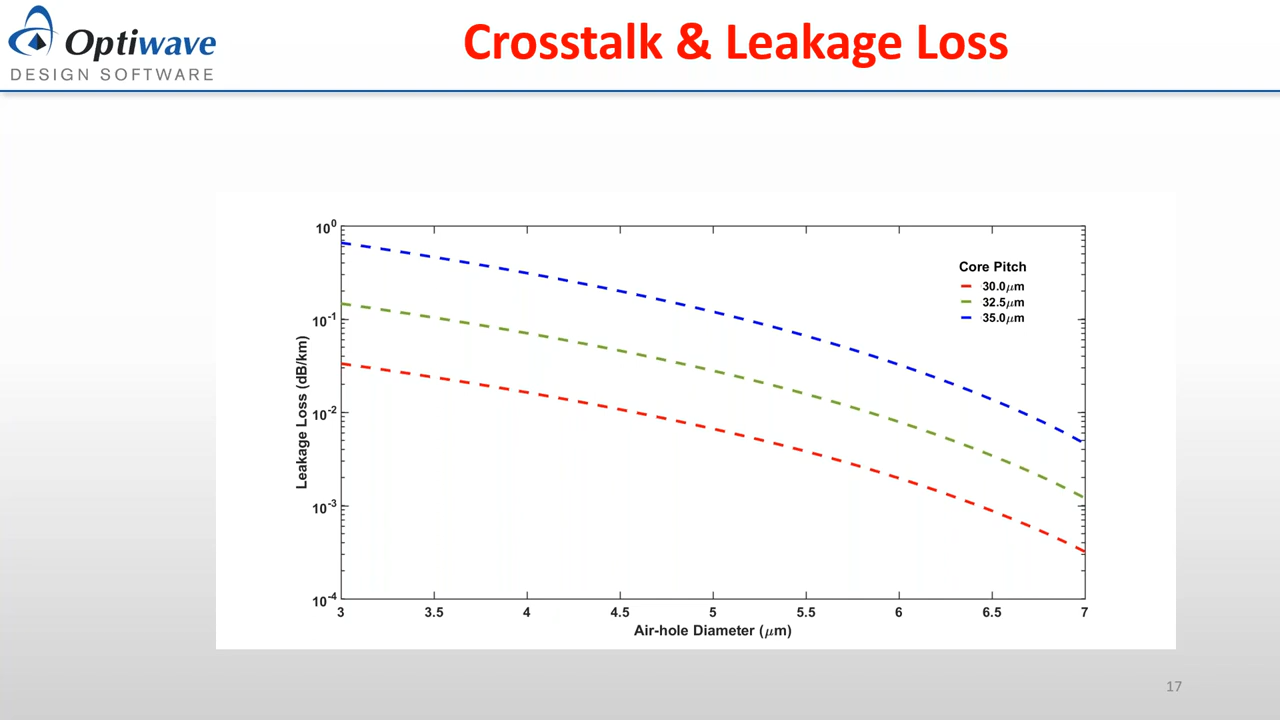 Optiwave
DESIGN SOFTWARE
Crosstalk & Leakage Loss
10⁰
10⁻¹
10⁻²
10⁻³
10⁻⁴
Leakage Loss (dB/km)
Core Pitch
30.0μm
32.5μm
35.0μm
3 3.5 4 4.5 5 5.5 6 6.5 7
Air-hole Diameter (μm)
17